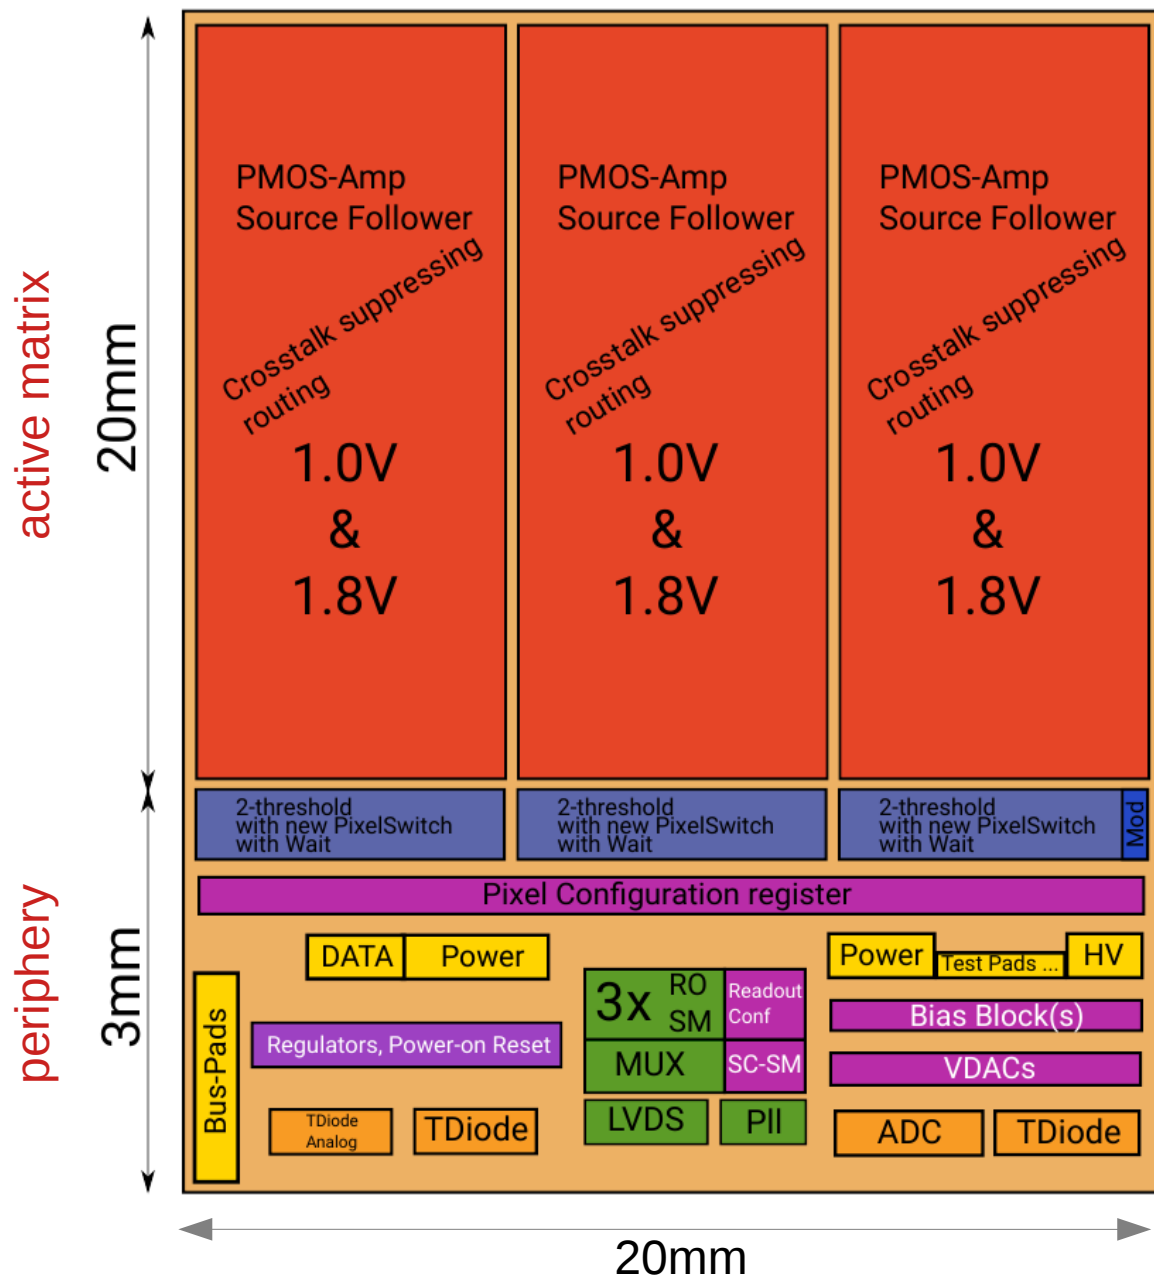 active matrix
20mm
PMOS-Amp
Source Follower
Crosstalk suppressing
routing
1.0V
&
1.8V
PMOS-Amp
Source Follower
Crosstalk suppressing
routing
1.0V
&
1.8V
PMOS-Amp
Source Follower
Crosstalk suppressing
routing
1.0V
&
1.8V
periphery
3mm
2-threshold
with new PixelSwitch
with Wait
2-threshold
with new PixelSwitch
with Wait
2-threshold
with new PixelSwitch
with Wait
Mod
Pixel Configuration register
DATA
Power
Power
Test Pads ...
HV
Bus-Pads
Regulators, Power-on Reset
3x
RO
SM
Readout
Conf
MUX
SC-SM
LVDS
Pll
Bias Block(s)
VDACs
TDiode
Analog
TDiode
ADC
TDiode
20mm